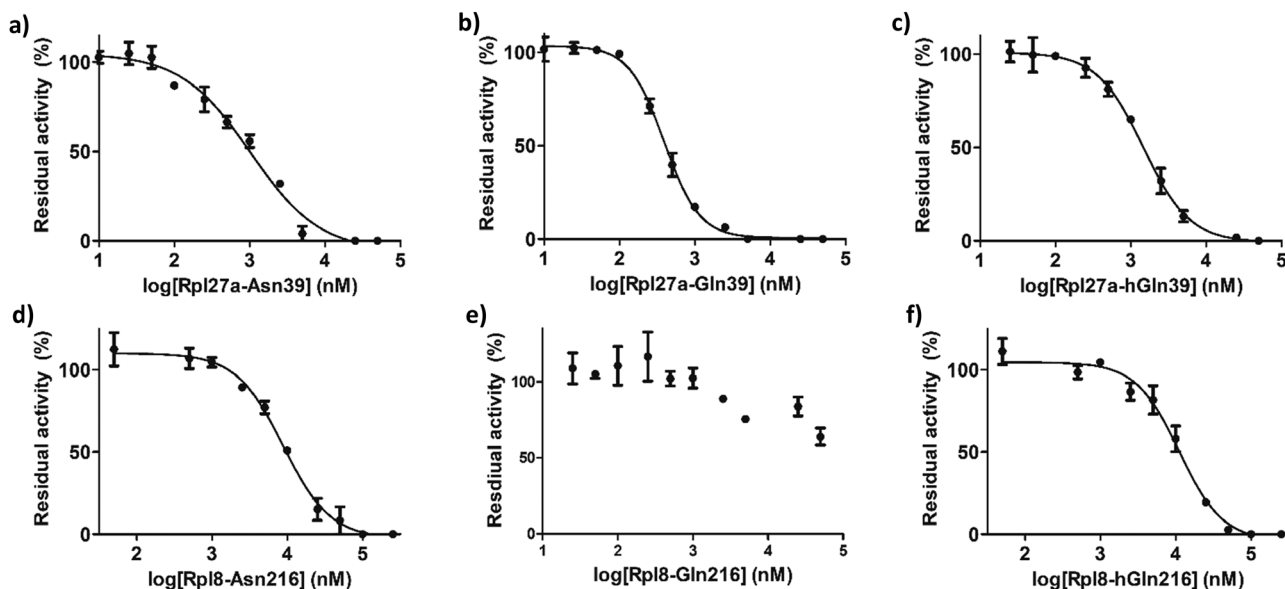 a)
Residual activity (%)
100
50
0
1 2 3 4 5
log[Rpl27a-Asn39] (nM)
b)
Residual activity (%)
100
50
0
1 2 3 4 5
log[Rpl27a-Gln39] (nM)
c)
Residual activity (%)
100
50
0
1 2 3 4 5
log[Rpl27a-hGln39] (nM)
d)
Residual activity (%)
100
50
0
2 3 4 5
log[Rpl8-Asn216] (nM)
e)
Resdiual activity (%)
100
50
0
1 2 3 4 5
log[Rpl8-Gln216] (nM)
f)
Residual activity (%)
100
50
0
2 3 4 5
log[Rpl8-hGln216] (nM)